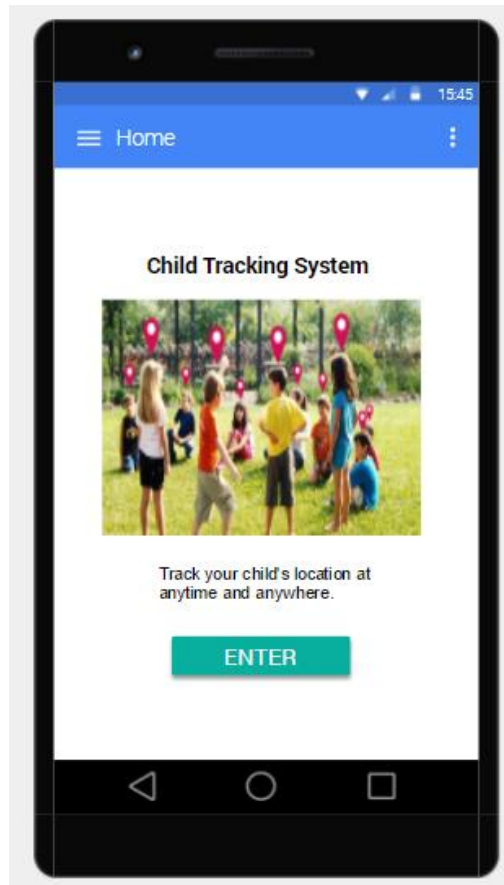 15:45
Home
Child Tracking System
Track your child's location at
anytime and anywhere.
ENTER